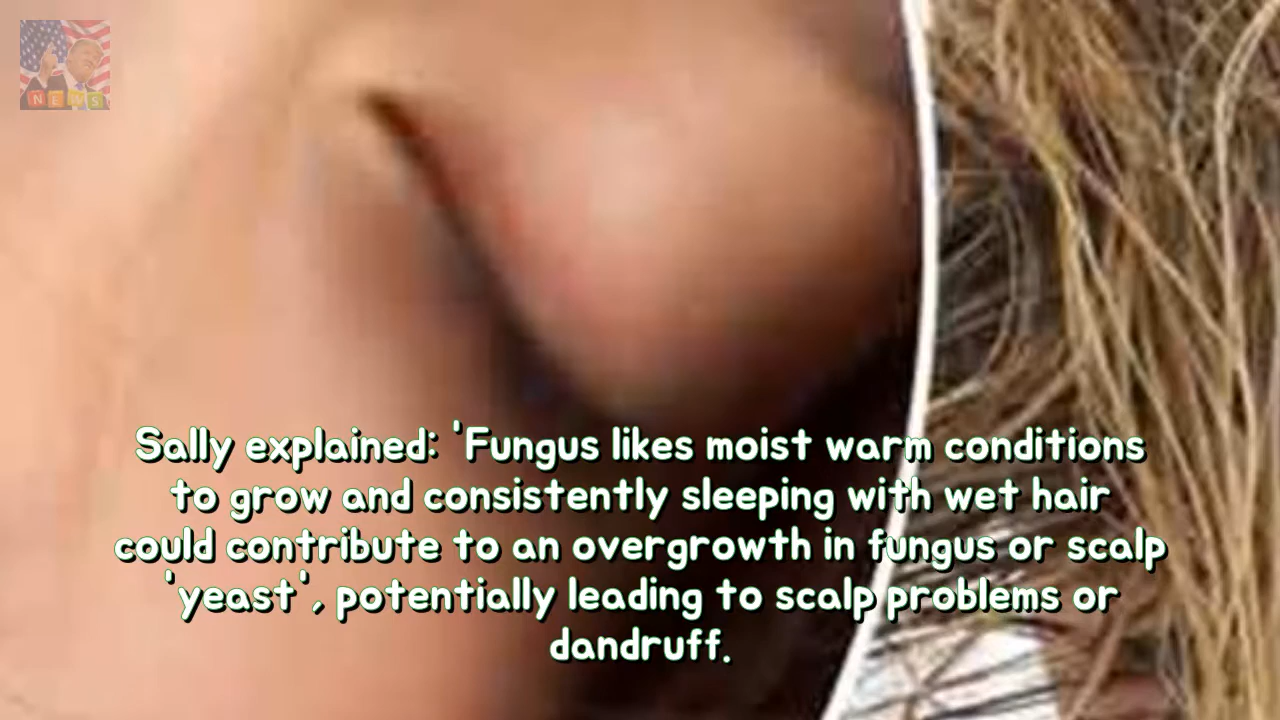 NEWS
Sally explained: 'Fungus likes moist warm conditions
to grow and consistently sleeping with wet hair
could contribute to an overgrowth in fungus or scalp
'yeast', potentially leading to scalp problems or
dandruff.